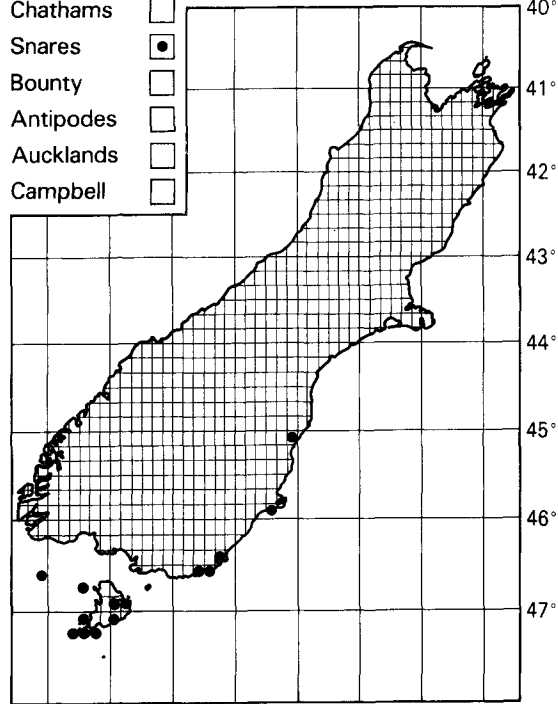 Chathams
Snares
Bounty
Antipodes
Aucklands
Campbell
40°
41°
42°
43°
44°
45°
46°
47°